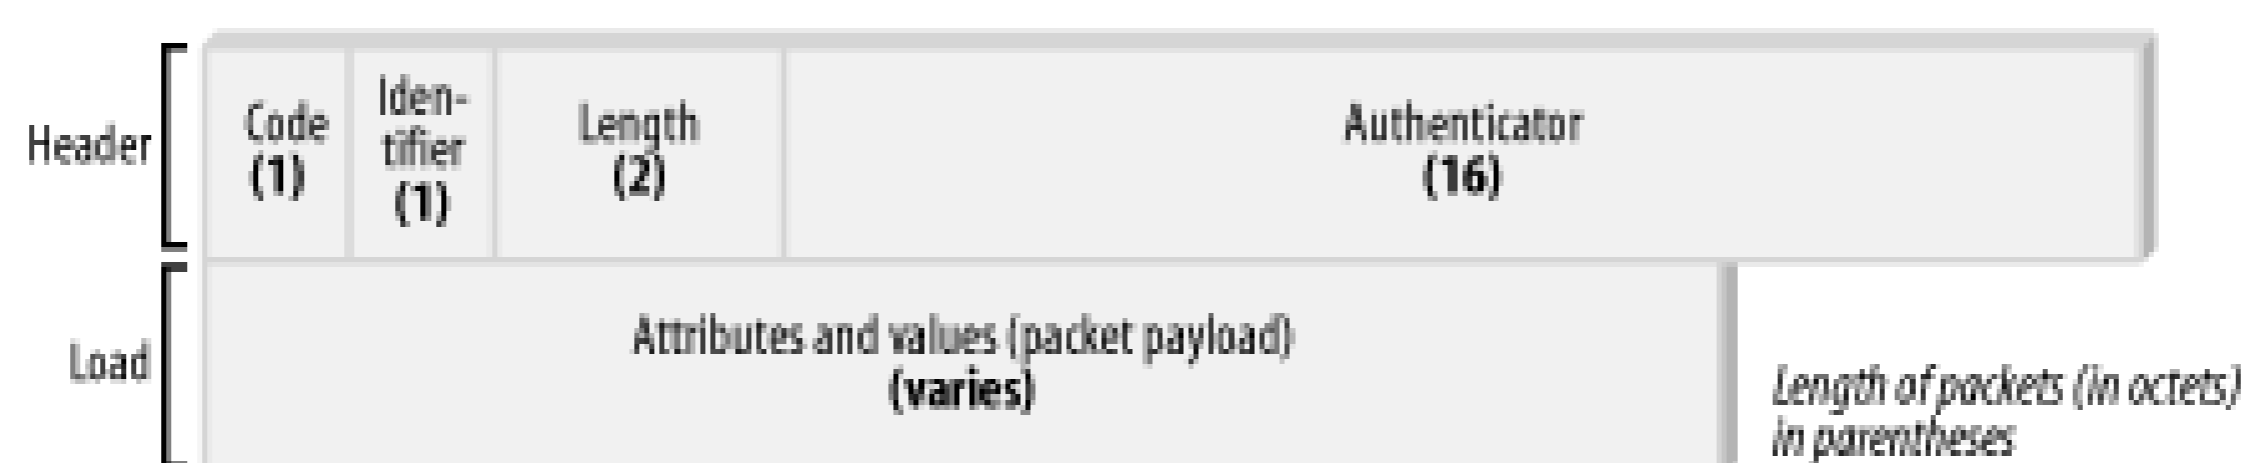 Header
Code
(1)
Iden-
tifier
(1)
Length
(2)
Authenticator
(16)
Load
Attributes and values (packet payload)
(varies)
Length of packets (in octets)
in parentheses